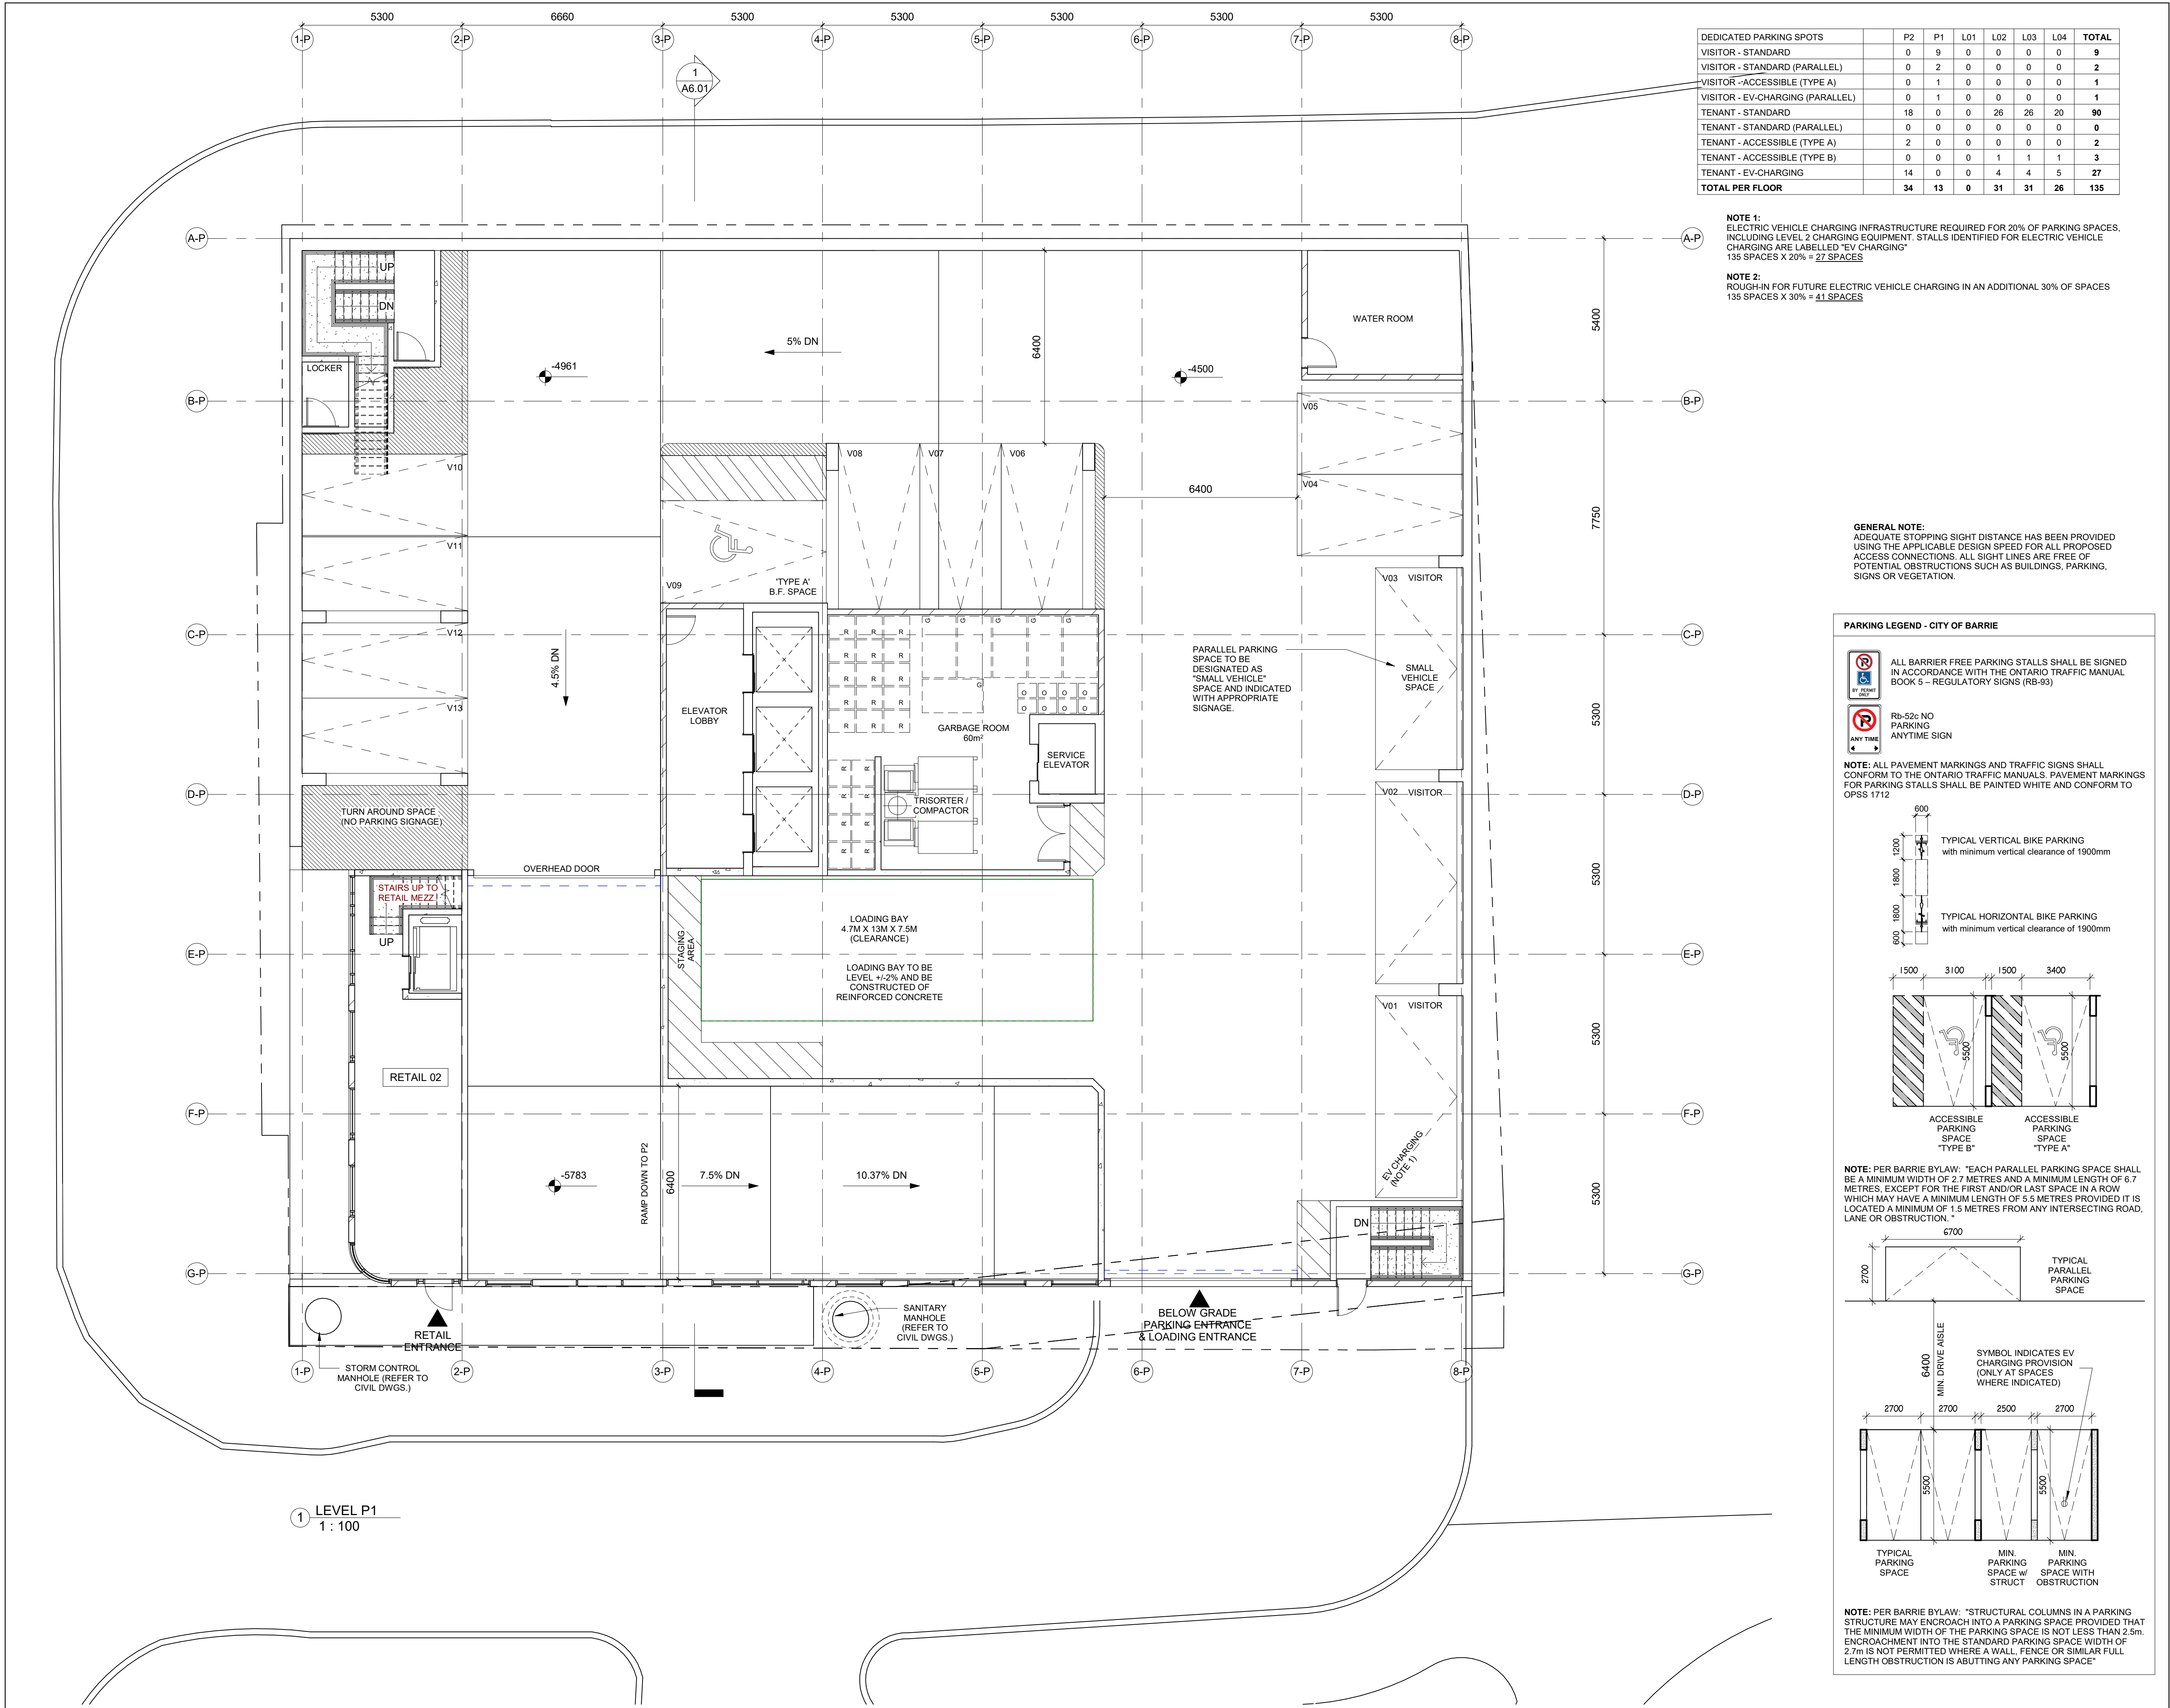 5300 6660 5300 5300 5300 5300 5300
1-P 2-P 3-P 4-P 5-P 6-P 7-P 8-P
1
A6.01
DEDICATED PARKING SPOTS P2 P1 L01 L02 L03 L04 TOTAL
VISITOR - STANDARD 0 9 0 0 0 0 9
VISITOR - STANDARD (PARALLEL) 0 2 0 0 0 0 2
VISITOR - ACCESSIBLE (TYPE A) 0 1 0 0 0 0 1
VISITOR - EV-CHARGING (PARALLEL) 0 1 0 0 0 0 1
TENANT - STANDARD 18 0 0 26 26 20 90
TENANT - STANDARD (PARALLEL) 0 0 0 0 0 0 0
TENANT - ACCESSIBLE (TYPE A) 2 0 0 0 0 0 2
TENANT - ACCESSIBLE (TYPE B) 0 0 0 1 1 1 3
TENANT - EV-CHARGING 14 0 0 4 4 5 27
TOTAL PER FLOOR 34 13 0 31 31 26 135
NOTE 1:
ELECTRIC VEHICLE CHARGING INFRASTRUCTURE REQUIRED FOR 20% OF PARKING SPACES,
INCLUDING LEVEL 2 CHARGING EQUIPMENT. STALLS IDENTIFIED FOR ELECTRIC VEHICLE
CHARGING ARE LABELLED "EV CHARGING"
135 SPACES X 20% = 27 SPACES
NOTE 2:
ROUGH-IN FOR FUTURE ELECTRIC VEHICLE CHARGING IN AN ADDITIONAL 30% OF SPACES
135 SPACES X 30% = 41 SPACES
A-P A-P
UP
DN
LOCKER
-4961
5% DN
6400
-4500
WATER ROOM
5400
B-P B-P
V05
V10
V08 V07 V06
V04
6400
7750
V11
V09
'TYPE A'
B.F. SPACE
V03 VISITOR
C-P C-P
V12
4.5% DN
V13
ELEVATOR
LOBBY
R R R
R R R
R R R
R R R
R R R
G G G G G
G
O O O O
O O O O
GARBAGE ROOM
60m²
SERVICE
ELEVATOR
R R
R R
R R
R R
R R
TRISORTER /
COMPACTOR
PARALLEL PARKING
SPACE TO BE
DESIGNATED AS
"SMALL VEHICLE"
SPACE AND INDICATED
WITH APPROPRIATE
SIGNAGE.
SMALL
VEHICLE
SPACE
5300
D-P D-P
V02 VISITOR
TURN AROUND SPACE
(NO PARKING SIGNAGE)
OVERHEAD DOOR
5300
STAIRS UP TO
RETAIL MEZZ.
UP
STAGING
AREA
LOADING BAY
4.7M X 13M X 7.5M
(CLEARANCE)
LOADING BAY TO BE
LEVEL +/-2% AND BE
CONSTRUCTED OF
REINFORCED CONCRETE
E-P E-P
V01 VISITOR
5300
RETAIL 02
F-P F-P
-5783
RAMP DOWN TO P2
6400
7.5% DN
10.37% DN
EV CHARGING
(NOTE 1)
5300
DN
G-P G-P
RETAIL
ENTRANCE
SANITARY
MANHOLE
(REFER TO
CIVIL DWGS.)
BELOW GRADE
PARKING ENTRANCE
& LOADING ENTRANCE
STORM CONTROL
MANHOLE (REFER TO
CIVIL DWGS.)
1-P 2-P 3-P 4-P 5-P 6-P 7-P 8-P
1 LEVEL P1
1 : 100
GENERAL NOTE:
ADEQUATE STOPPING SIGHT DISTANCE HAS BEEN PROVIDED
USING THE APPLICABLE DESIGN SPEED FOR ALL PROPOSED
ACCESS CONNECTIONS. ALL SIGHT LINES ARE FREE OF
POTENTIAL OBSTRUCTIONS SUCH AS BUILDINGS, PARKING,
SIGNS OR VEGETATION.
PARKING LEGEND - CITY OF BARRIE
P
BY PERMIT
ONLY
ALL BARRIER FREE PARKING STALLS SHALL BE SIGNED
IN ACCORDANCE WITH THE ONTARIO TRAFFIC MANUAL
BOOK 5 – REGULATORY SIGNS (RB-93)
P
ANY TIME
Rb-52c NO
PARKING
ANYTIME SIGN
NOTE: ALL PAVEMENT MARKINGS AND TRAFFIC SIGNS SHALL
CONFORM TO THE ONTARIO TRAFFIC MANUALS. PAVEMENT MARKINGS
FOR PARKING STALLS SHALL BE PAINTED WHITE AND CONFORM TO
OPSS 1712
600
1200
1800
1800
600
TYPICAL VERTICAL BIKE PARKING
with minimum vertical clearance of 1900mm
TYPICAL HORIZONTAL BIKE PARKING
with minimum vertical clearance of 1900mm
1500 3100 1500 3400
5500 5500
ACCESSIBLE
PARKING
SPACE
"TYPE B"
ACCESSIBLE
PARKING
SPACE
"TYPE A"
NOTE: PER BARRIE BYLAW: "EACH PARALLEL PARKING SPACE SHALL
BE A MINIMUM WIDTH OF 2.7 METRES AND A MINIMUM LENGTH OF 6.7
METRES, EXCEPT FOR THE FIRST AND/OR LAST SPACE IN A ROW
WHICH MAY HAVE A MINIMUM LENGTH OF 5.5 METRES PROVIDED IT IS
LOCATED A MINIMUM OF 1.5 METRES FROM ANY INTERSECTING ROAD,
LANE OR OBSTRUCTION. "
6700
2700
TYPICAL
PARALLEL
PARKING
SPACE
6400
MIN. DRIVE AISLE
SYMBOL INDICATES EV
CHARGING PROVISION
(ONLY AT SPACES
WHERE INDICATED)
2700 2700 2500 2700
5500 5500
TYPICAL
PARKING
SPACE
MIN.
PARKING
SPACE w/
STRUCT
MIN.
PARKING
SPACE WITH
OBSTRUCTION
NOTE: PER BARRIE BYLAW: "STRUCTURAL COLUMNS IN A PARKING
STRUCTURE MAY ENCROACH INTO A PARKING SPACE PROVIDED THAT
THE MINIMUM WIDTH OF THE PARKING SPACE IS NOT LESS THAN 2.5m.
ENCROACHMENT INTO THE STANDARD PARKING SPACE WIDTH OF
2.7m IS NOT PERMITTED WHERE A WALL, FENCE OR SIMILAR FULL
LENGTH OBSTRUCTION IS ABUTTING ANY PARKING SPACE"